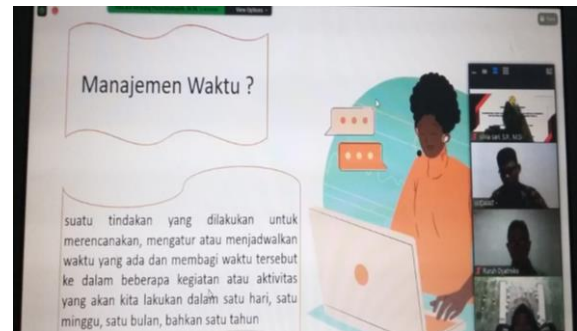 View Options
Manajemen Waktu ?
suatu tindakan yang dilakukan untuk
merencanakan, mengatur atau menjadwalkan
waktu yang ada dan membagi waktu tersebut
ke dalam beberapa kegiatan atau aktivitas
yang akan kita lakukan dalam satu hari, satu
minggu, satu bulan, bahkan satu tahun